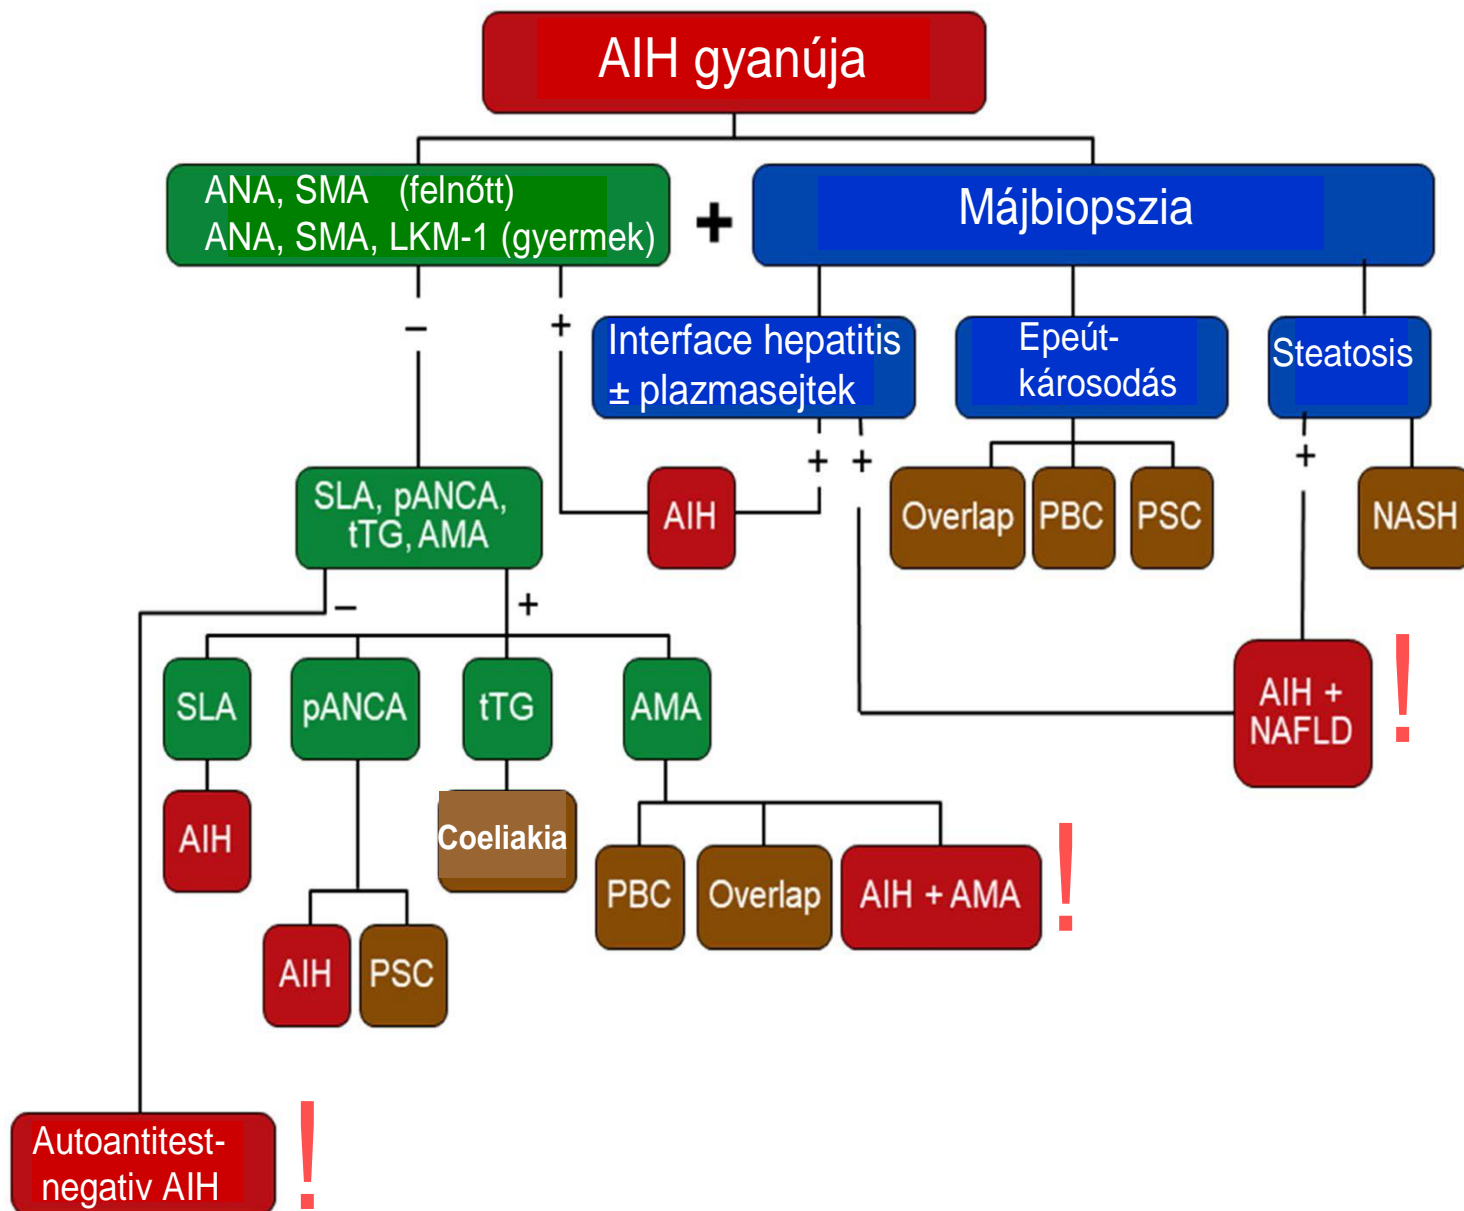 AIH gyanúja
ANA, SMA (felnőtt)
ANA, SMA, LKM-1 (gyermek)
+
Májbiopszia
–
+
Interface hepatitis
± plazmasejtek
Epeút-
károsodás
Steatosis
+
+
+
SLA, pANCA,
tTG, AMA
AIH
Overlap
PBC
PSC
NASH
–
+
SLA
pANCA
tTG
AMA
AIH +
NAFLD
!
AIH
Coeliakia
PBC
Overlap
AIH + AMA
!
AIH
PSC
Autoantitest-
negativ AIH
!